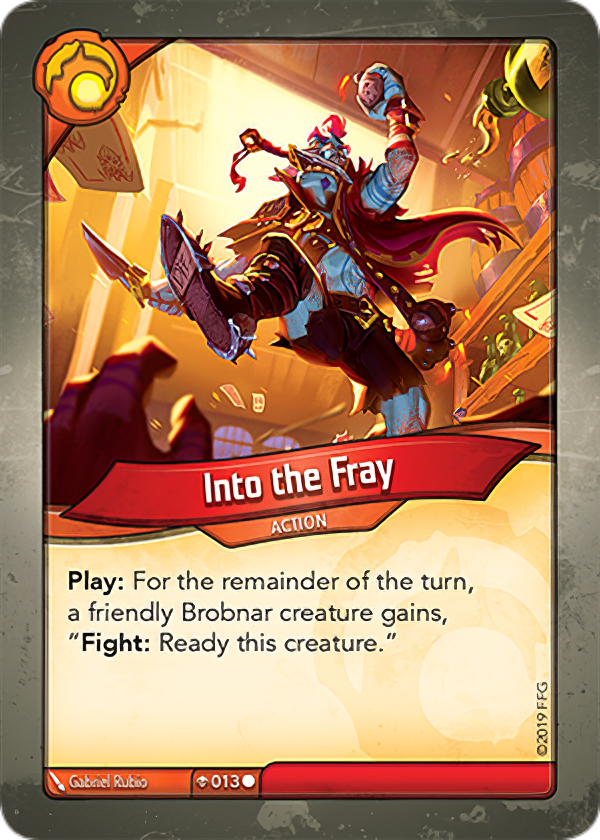 Into the Fray
ACTION
Play: For the remainder of the turn,
a friendly Brobnar creature gains,
“Fight: Ready this creature.”
©2019 FFG
Gabriel Rubio
013